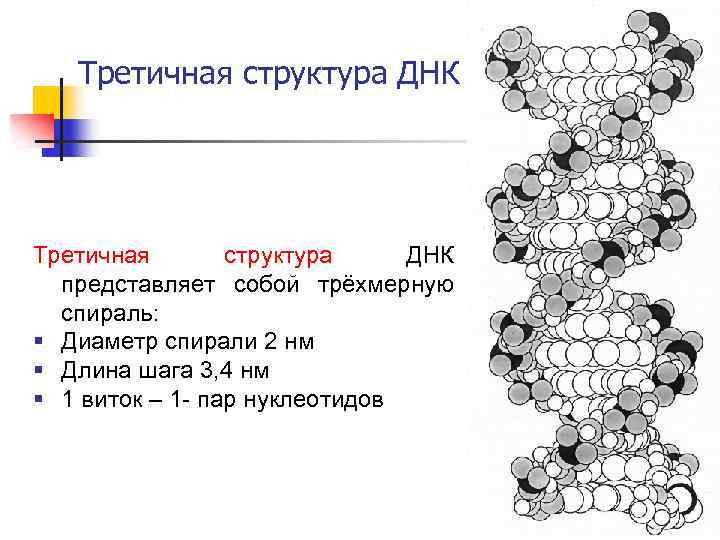 Третичная структура ДНК
Третичная структура ДНК
представляет собой трёхмерную
спираль:
▪ Диаметр спирали 2 нм
▪ Длина шага 3,4 нм
▪ 1 виток – 1- пар нуклеотидов